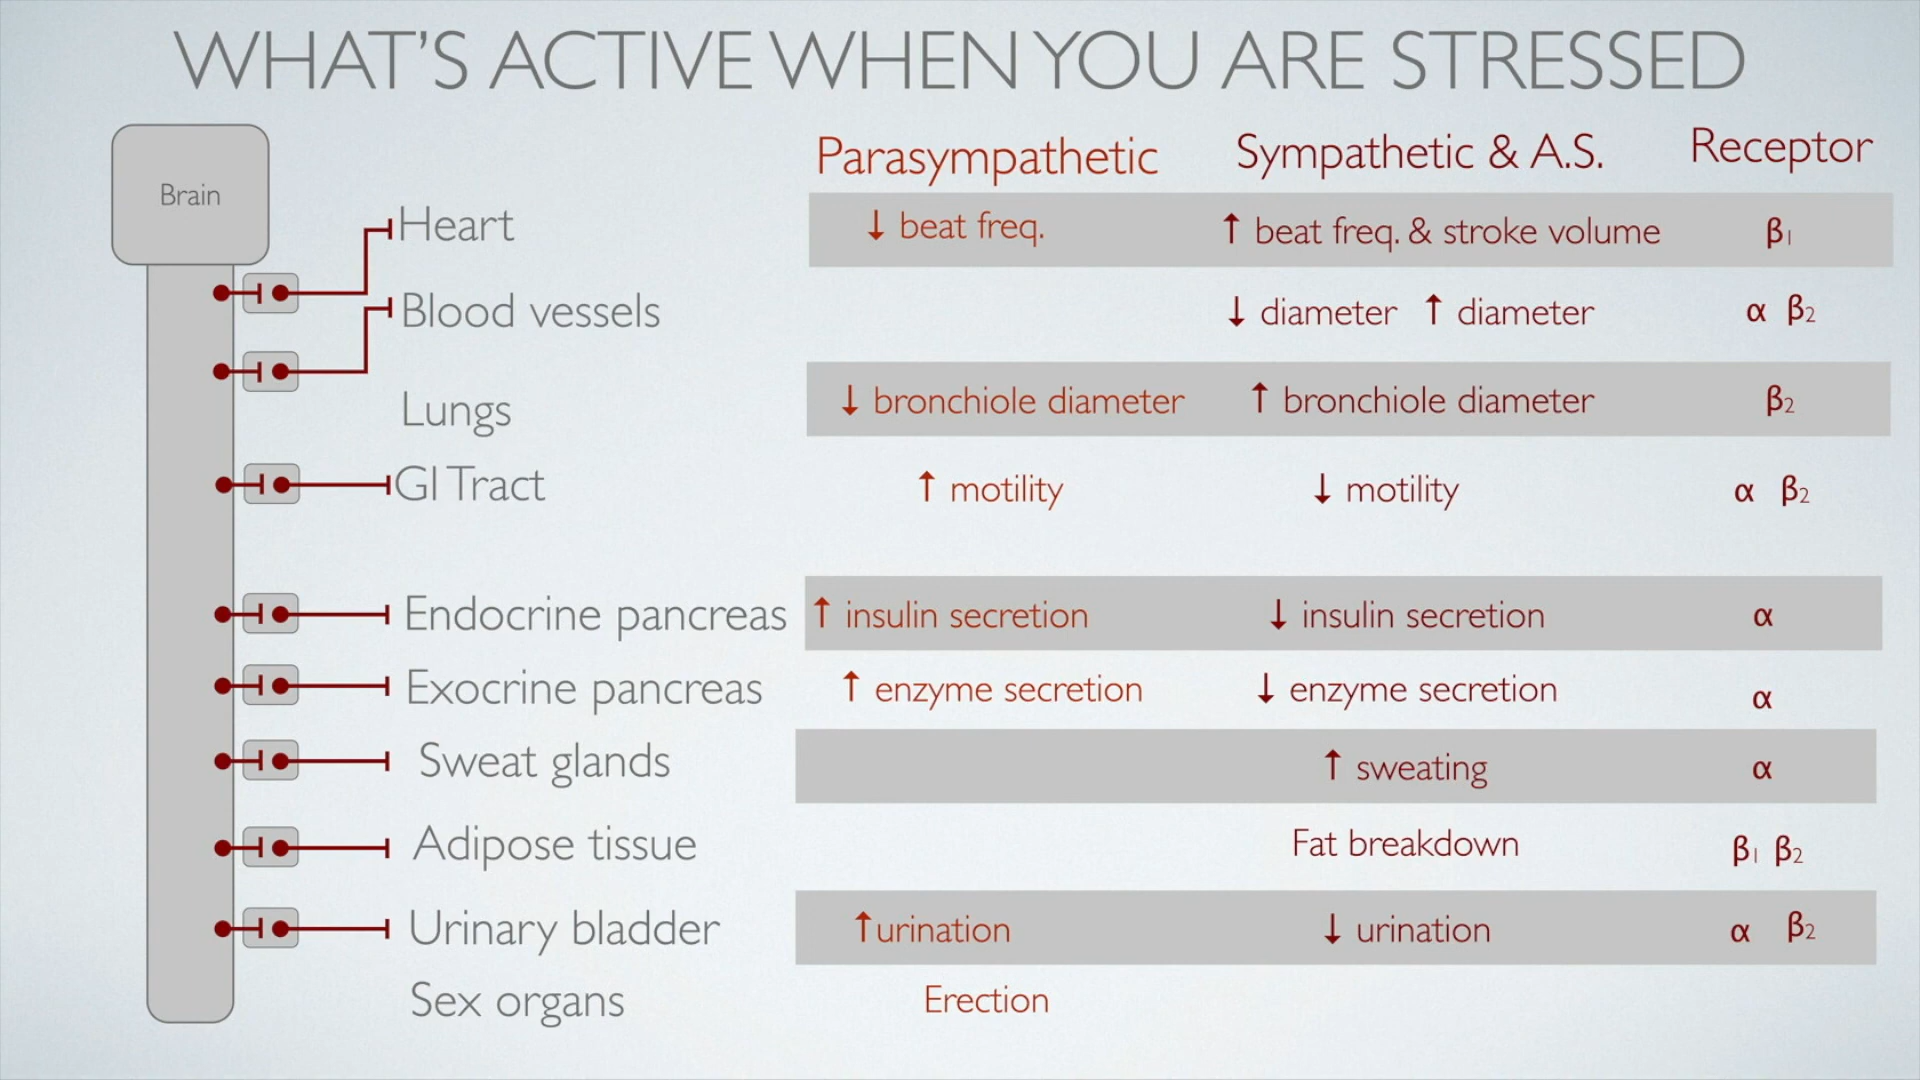 WHAT'S ACTIVE WHEN YOU ARE STRESSED
Brain
Parasympathetic Sympathetic & A.S. Receptor
Heart ↓ beat freq. ↑ beat freq. & stroke volume β1
Blood vessels ↓ diameter ↑ diameter α β2
Lungs ↓ bronchiole diameter ↑ bronchiole diameter β2
GI Tract ↑ motility ↓ motility α β2
Endocrine pancreas ↑ insulin secretion ↓ insulin secretion α
Exocrine pancreas ↑ enzyme secretion ↓ enzyme secretion α
Sweat glands ↑ sweating α
Adipose tissue Fat breakdown β1 β2
Urinary bladder ↑urination ↓ urination α β2
Sex organs Erection